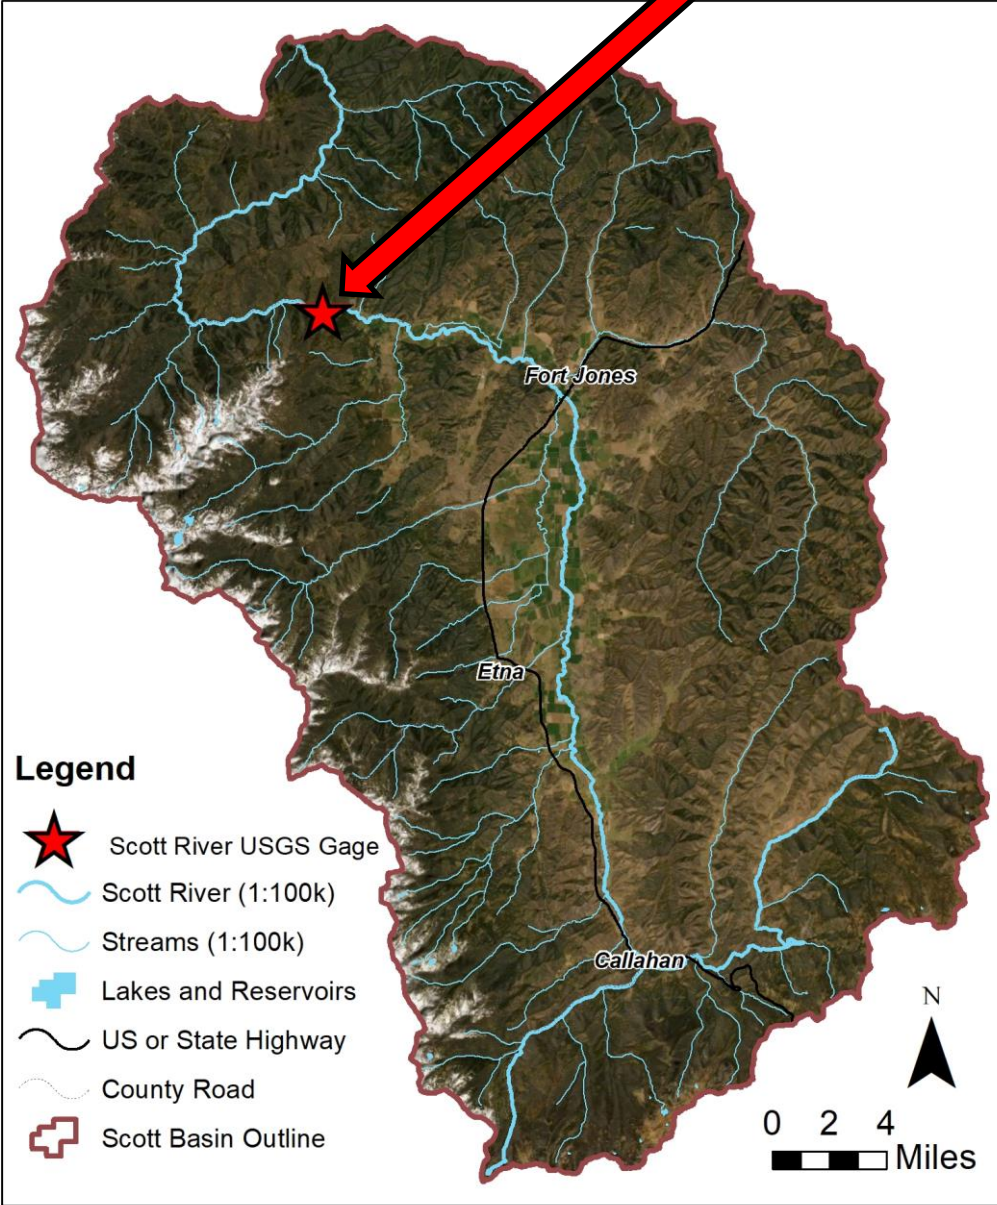 Fort Jones
Etna
Callahan
Legend
Scott River USGS Gage
Scott River (1:100k)
Streams (1:100k)
Lakes and Reservoirs
US or State Highway
County Road
Scott Basin Outline
N
0 2 4
Miles